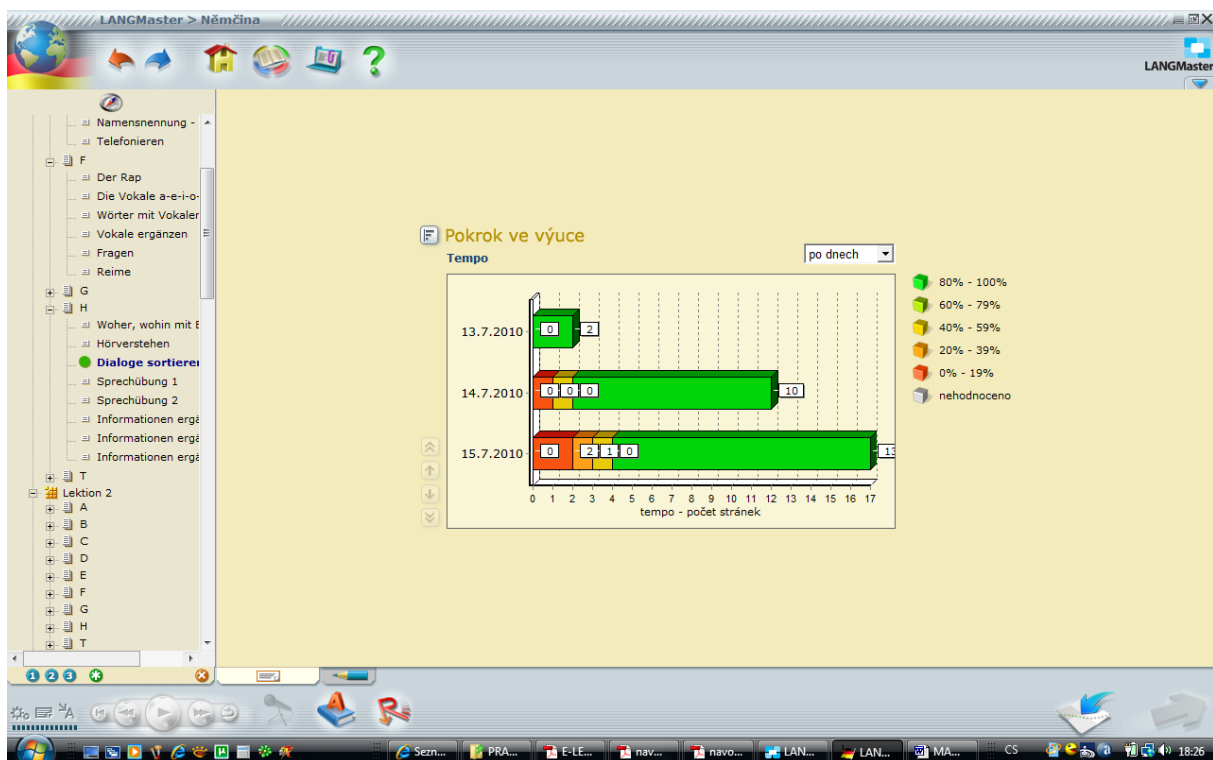 LANGMaster > Němčina
LANGMaster
Namensnennung -
Telefonieren
F
Der Rap
Die Vokale a-e-i-o-
Wörter mit Vokaler
Vokale ergänzen
Fragen
Reime
G
H
Woher, wohin mit E
Hörverstehen
Dialoge sortieren
Sprechübung 1
Sprechübung 2
Informationen ergä
Informationen ergä
Informationen ergä
T
Lektion 2
A
B
C
D
E
F
G
H
T
1 2 3
Pokrok ve výuce
Tempo
po dnech
13.7.2010 0 2
14.7.2010 0 0 0 10
15.7.2010 0 2 1 0 13
0 1 2 3 4 5 6 7 8 9 10 11 12 13 14 15 16 17
tempo - počet stránek
80% - 100%
60% - 79%
40% - 59%
20% - 39%
0% - 19%
nehodnoceno
Sezn... PRA... E-LE... nav... navo... LAN... LAN... MA... CS 18:26